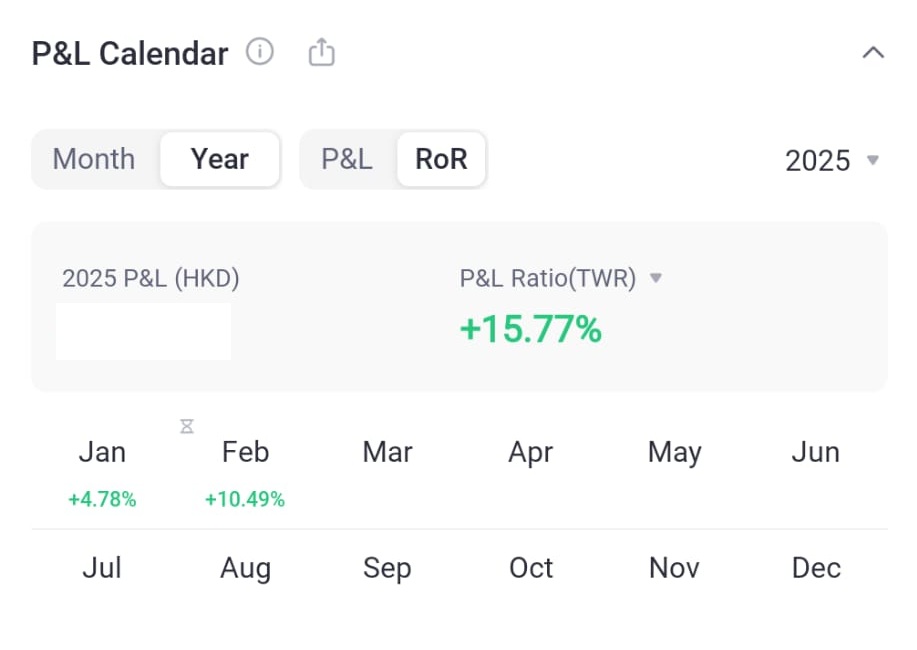 P&L Calendar
Month Year P&L RoR 2025
2025 P&L (HKD) P&L Ratio(TWR)
+15.77%
Jan Feb Mar Apr May Jun
+4.78% +10.49%
Jul Aug Sep Oct Nov Dec